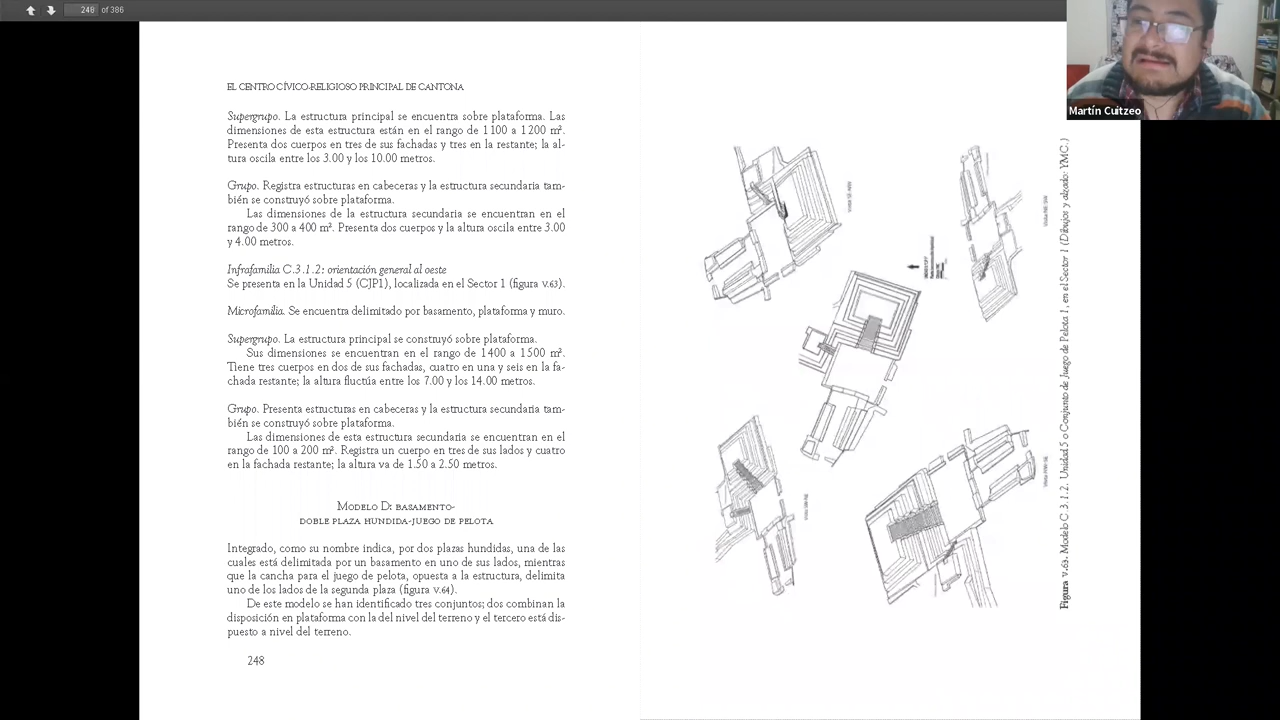 248 of 386
Martín Cuitzeo
EL CENTRO CÍVICO-RELIGIOSO PRINCIPAL DE CANTONA
Supergrupo. La estructura principal se encuentra sobre plataforma. Las
dimensiones de esta estructura están en el rango de 1100 a 1200 m².
Presenta dos cuerpos en tres de sus fachadas y tres en la restante; la al-
tura oscila entre los 3.00 y los 10.00 metros.
Grupo. Registra estructuras en cabeceras y la estructura secundaria tam-
bién se construyó sobre plataforma.
Las dimensiones de la estructura secundaria se encuentran en el
rango de 300 a 400 m². Presenta dos cuerpos y la altura oscila entre 3.00
y 4.00 metros.
Infrafamilia C.3.1.2: orientación general al oeste
Se presenta en la Unidad 5 (CJP1), localizada en el Sector 1 (figura v.63).
Microfamilia. Se encuentra delimitado por basamento, plataforma y muro.
Supergrupo. La estructura principal se construyó sobre plataforma.
Sus dimensiones se encuentran en el rango de 1400 a 1500 m².
Tiene tres cuerpos en dos de sus fachadas, cuatro en una y seis en la fa-
chada restante; la altura fluctúa entre los 7.00 y los 14.00 metros.
Grupo. Presenta estructuras en cabeceras y la estructura secundaria tam-
bién se construyó sobre plataforma.
Las dimensiones de esta estructura secundaria se encuentran en el
rango de 100 a 200 m². Registra un cuerpo en tres de sus lados y cuatro
en la fachada restante; la altura va de 1.50 a 2.50 metros.
Modelo D: basamento-
doble plaza hundida-juego de pelota
Integrado, como su nombre indica, por dos plazas hundidas, una de las
cuales está delimitada por un basamento en uno de sus lados, mientras
que la cancha para el juego de pelota, opuesta a la estructura, delimita
uno de los lados de la segunda plaza (figura v.64).
De este modelo se han identificado tres conjuntos; dos combinan la
disposición en plataforma con la del nivel del terreno y el tercero está dis-
puesto a nivel del terreno.
248
Figura v.63. Modelo C.3.1.2. Unidad 5 o Conjunto de Juego de Pelota 1, en el Sector 1 (Dibujos y alzado: YMC.)